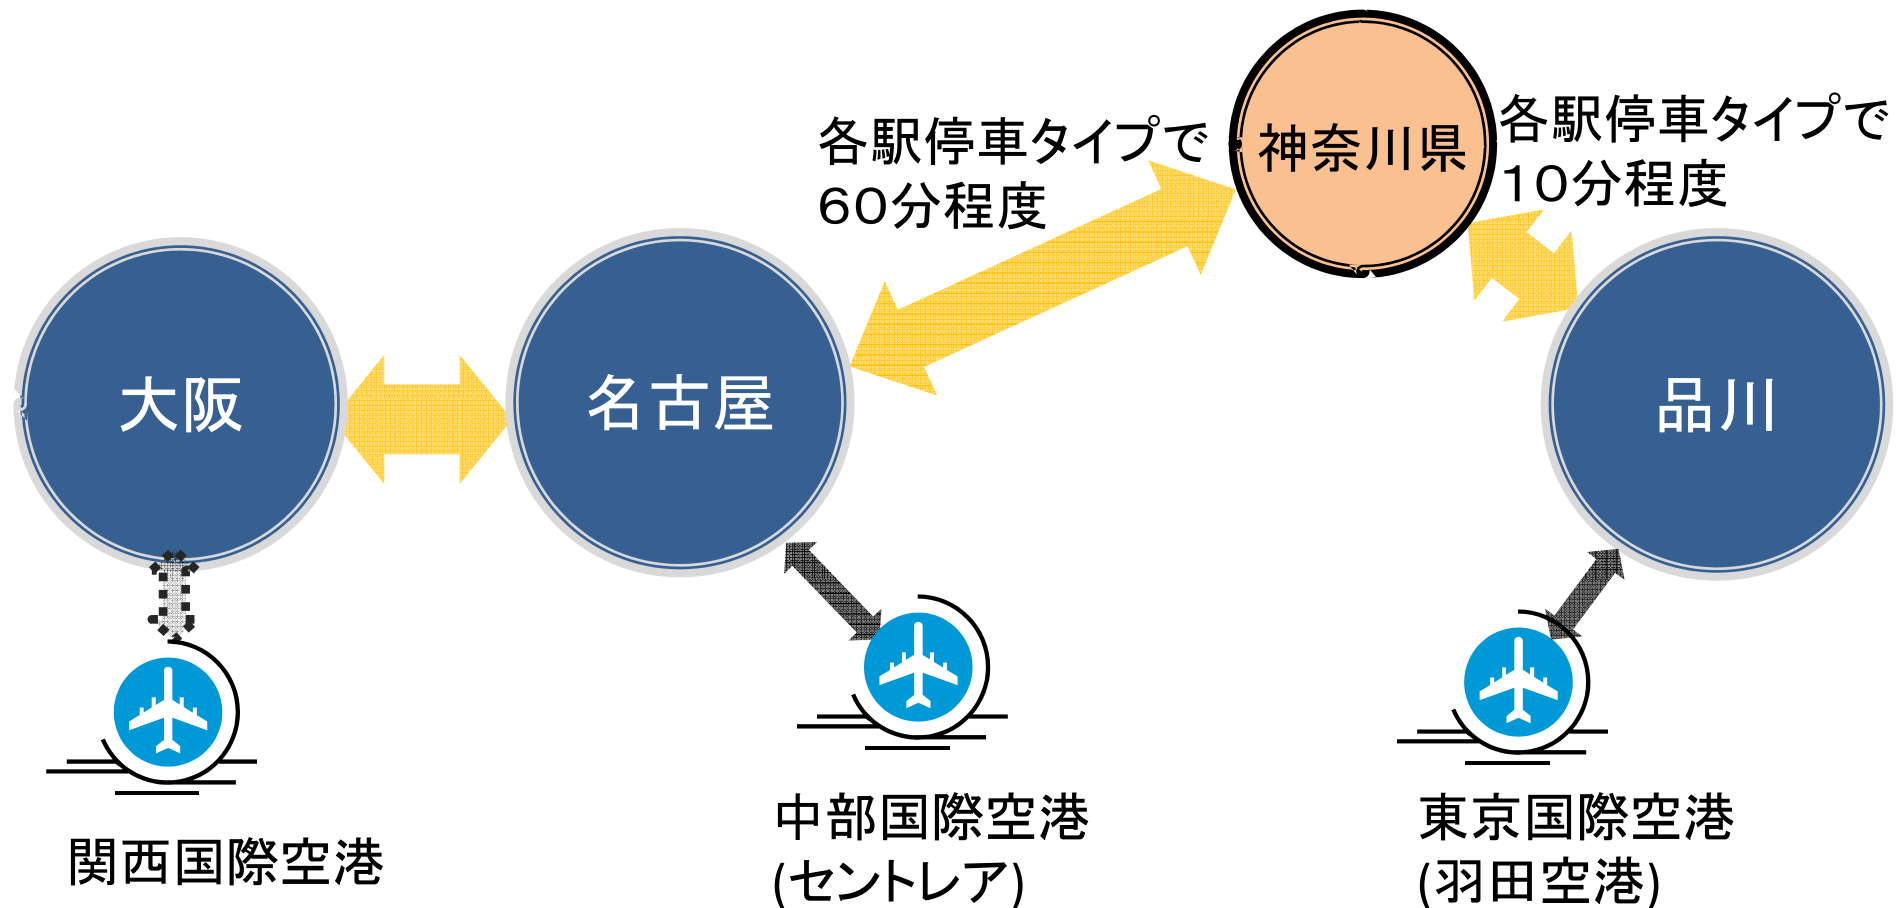 各駅停車タイプで
60分程度
神奈川県
各駅停車タイプで
10分程度
大阪
名古屋
品川
関西国際空港
中部国際空港
(セントレア)
東京国際空港
(羽田空港)